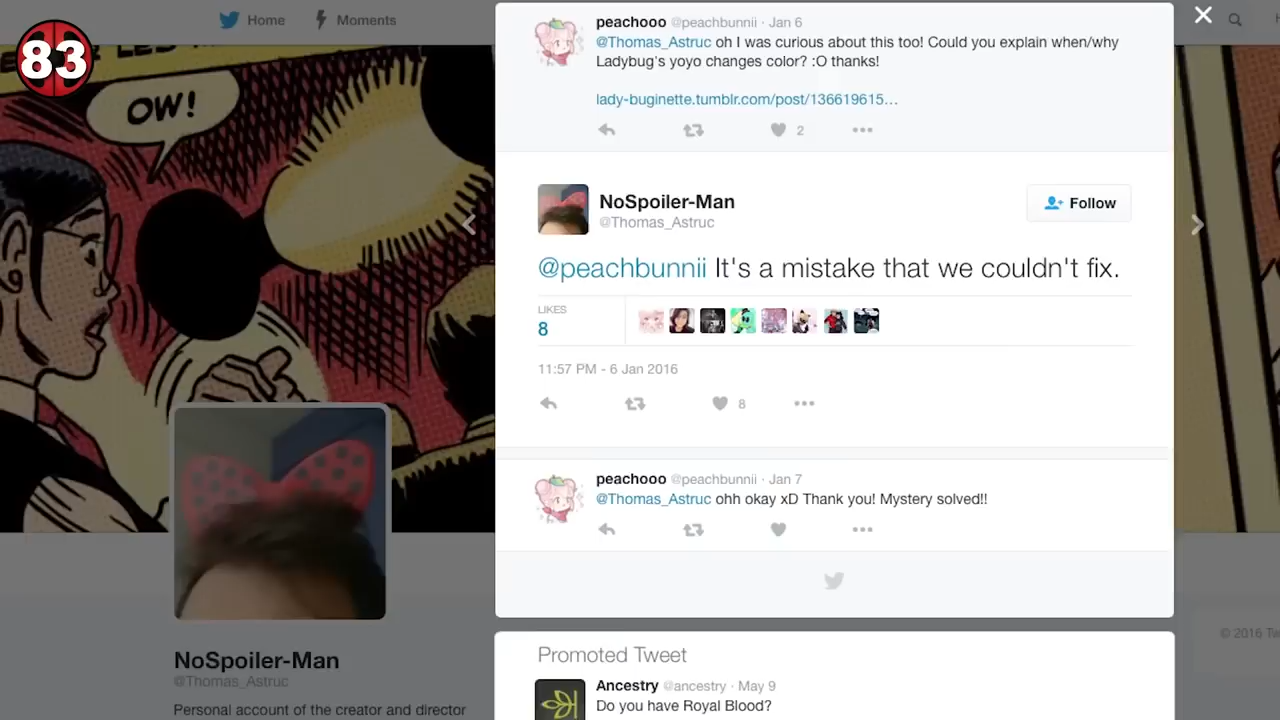 Home
Moments
83
LES
OW!
peachooo @peachbunnii · Jan 6
@Thomas_Astruc oh I was curious about this too! Could you explain when/why
Ladybug's yoyo changes color? :O thanks!
lady-buginette.tumblr.com/post/136619615…
2
NoSpoiler-Man
@Thomas_Astruc
Follow
@peachbunnii It's a mistake that we couldn't fix.
LIKES
8
11:57 PM - 6 Jan 2016
8
peachooo @peachbunnii · Jan 7
@Thomas_Astruc ohh okay xD Thank you! Mystery solved!!
© 2016
Promoted Tweet
Ancestry @ancestry · May 9
Do you have Royal Blood?
NoSpoiler-Man
@Thomas_Astruc
Personal account of the creator and director